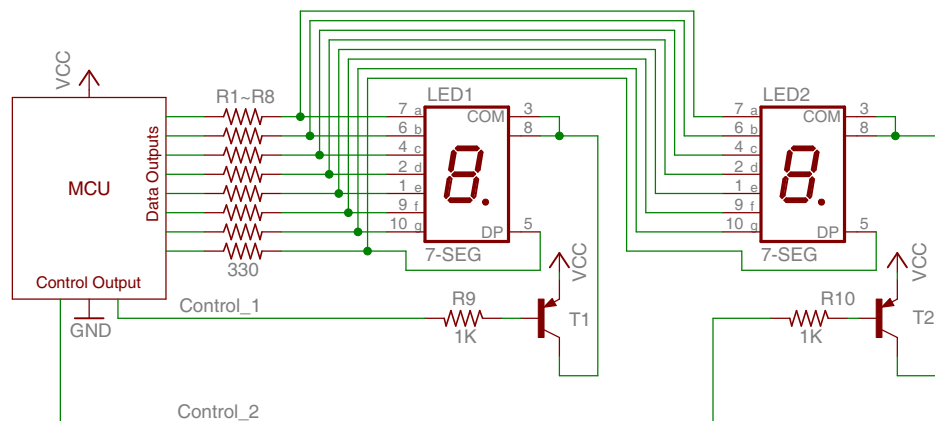 VCC
R1~R8
LED1
LED2
7 a
6 b
4 c
2 d
1 e
9 f
10 g
COM 3
8
DP 5
7-SEG
7 a
6 b
4 c
2 d
1 e
9 f
10 g
COM 3
8
DP 5
7-SEG
MCU
Data Outputs
Control Output
330
GND
Control_1
R9
1K
VCC
T1
R10
1K
VCC
T2
Control_2